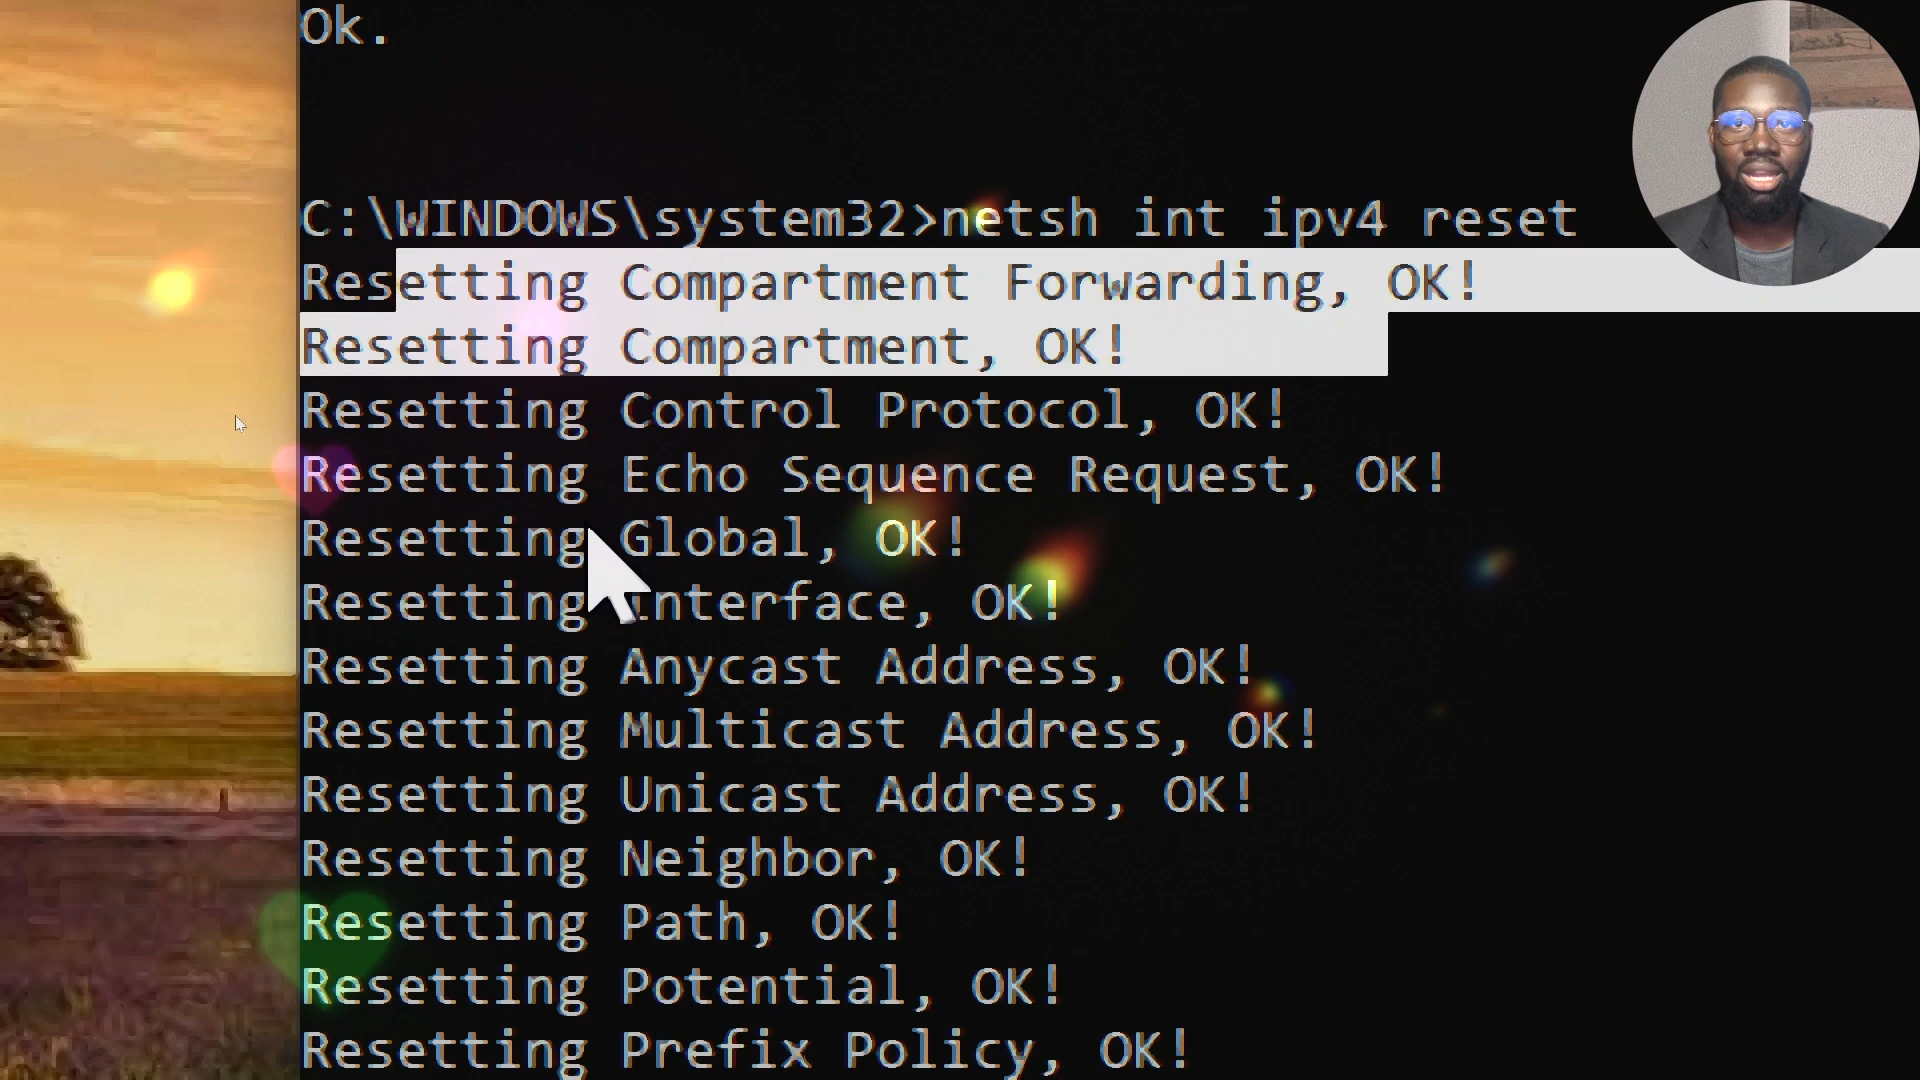 Ok.
C:\WINDOWS\system32>netsh int ipv4 reset
Resetting Compartment Forwarding, OK!
Resetting Compartment, OK!
Resetting Control Protocol, OK!
Resetting Echo Sequence Request, OK!
Resetting Global, OK!
Resetting Interface, OK!
Resetting Anycast Address, OK!
Resetting Multicast Address, OK!
Resetting Unicast Address, OK!
Resetting Neighbor, OK!
Resetting Path, OK!
Resetting Potential, OK!
Resetting Prefix Policy, OK!